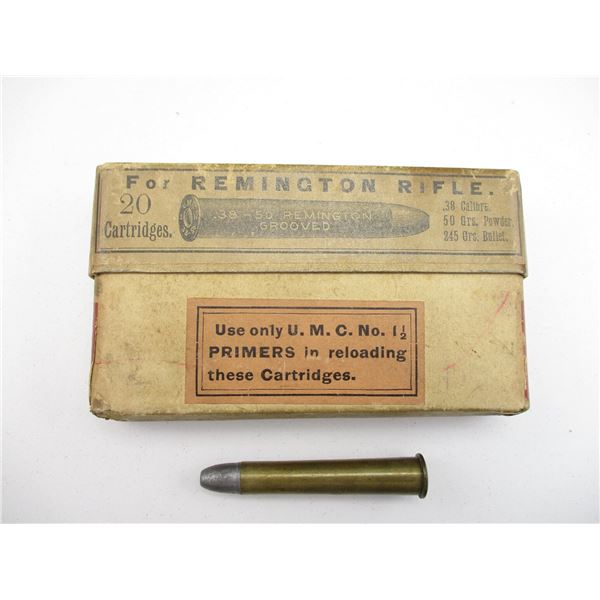 For REMINGTON RIFLE.
20
Cartridges.
.38-50 REMINGTON
GROOVED
.38 Calibre.
50 Grs. Powder
245 Grs. Bullet.
Use only U. M. C. No. 1½
PRIMERS in reloading
these Cartridges.